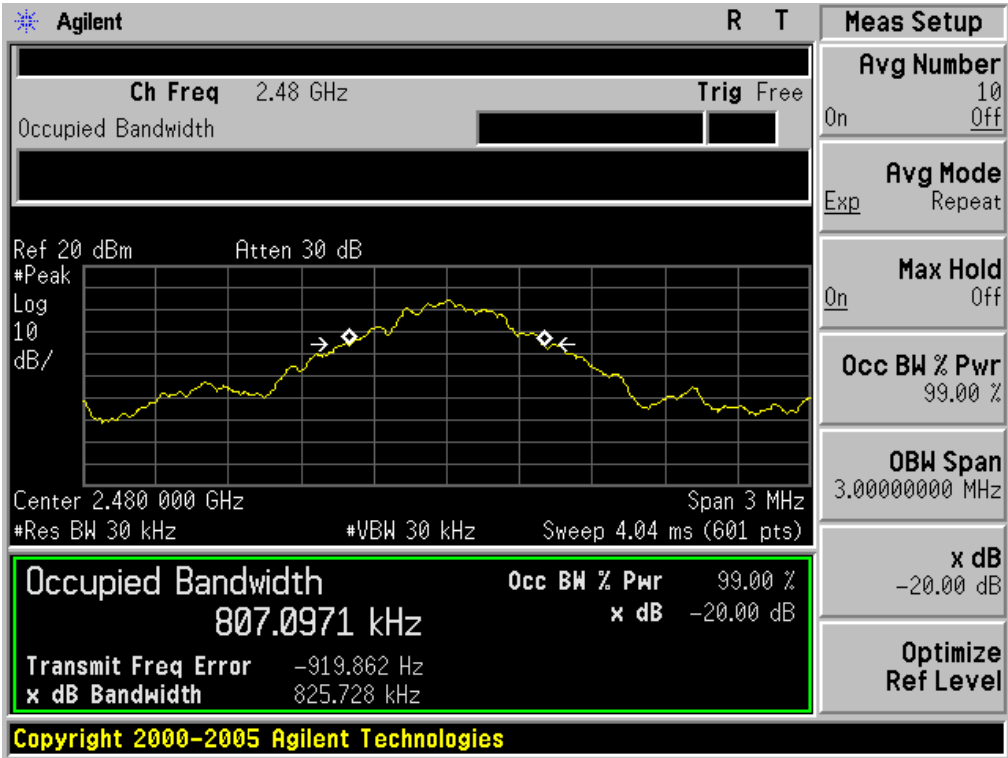 Agilent R T
Ch Freq 2.48 GHz Trig Free
Occupied Bandwidth
Ref 20 dBm Atten 30 dB
#Peak
Log
10
dB/
Center 2.480 000 GHz Span 3 MHz
#Res BW 30 kHz #VBW 30 kHz Sweep 4.04 ms (601 pts)
Occupied Bandwidth Occ BW % Pwr 99.00 %
807.0971 kHz x dB -20.00 dB
Transmit Freq Error -919.862 Hz
x dB Bandwidth 825.728 kHz
Copyright 2000-2005 Agilent Technologies
Meas Setup
Avg Number
10
On Off
Avg Mode
Exp Repeat
Max Hold
On Off
Occ BW % Pwr
99.00 %
OBW Span
3.00000000 MHz
x dB
-20.00 dB
Optimize
Ref Level